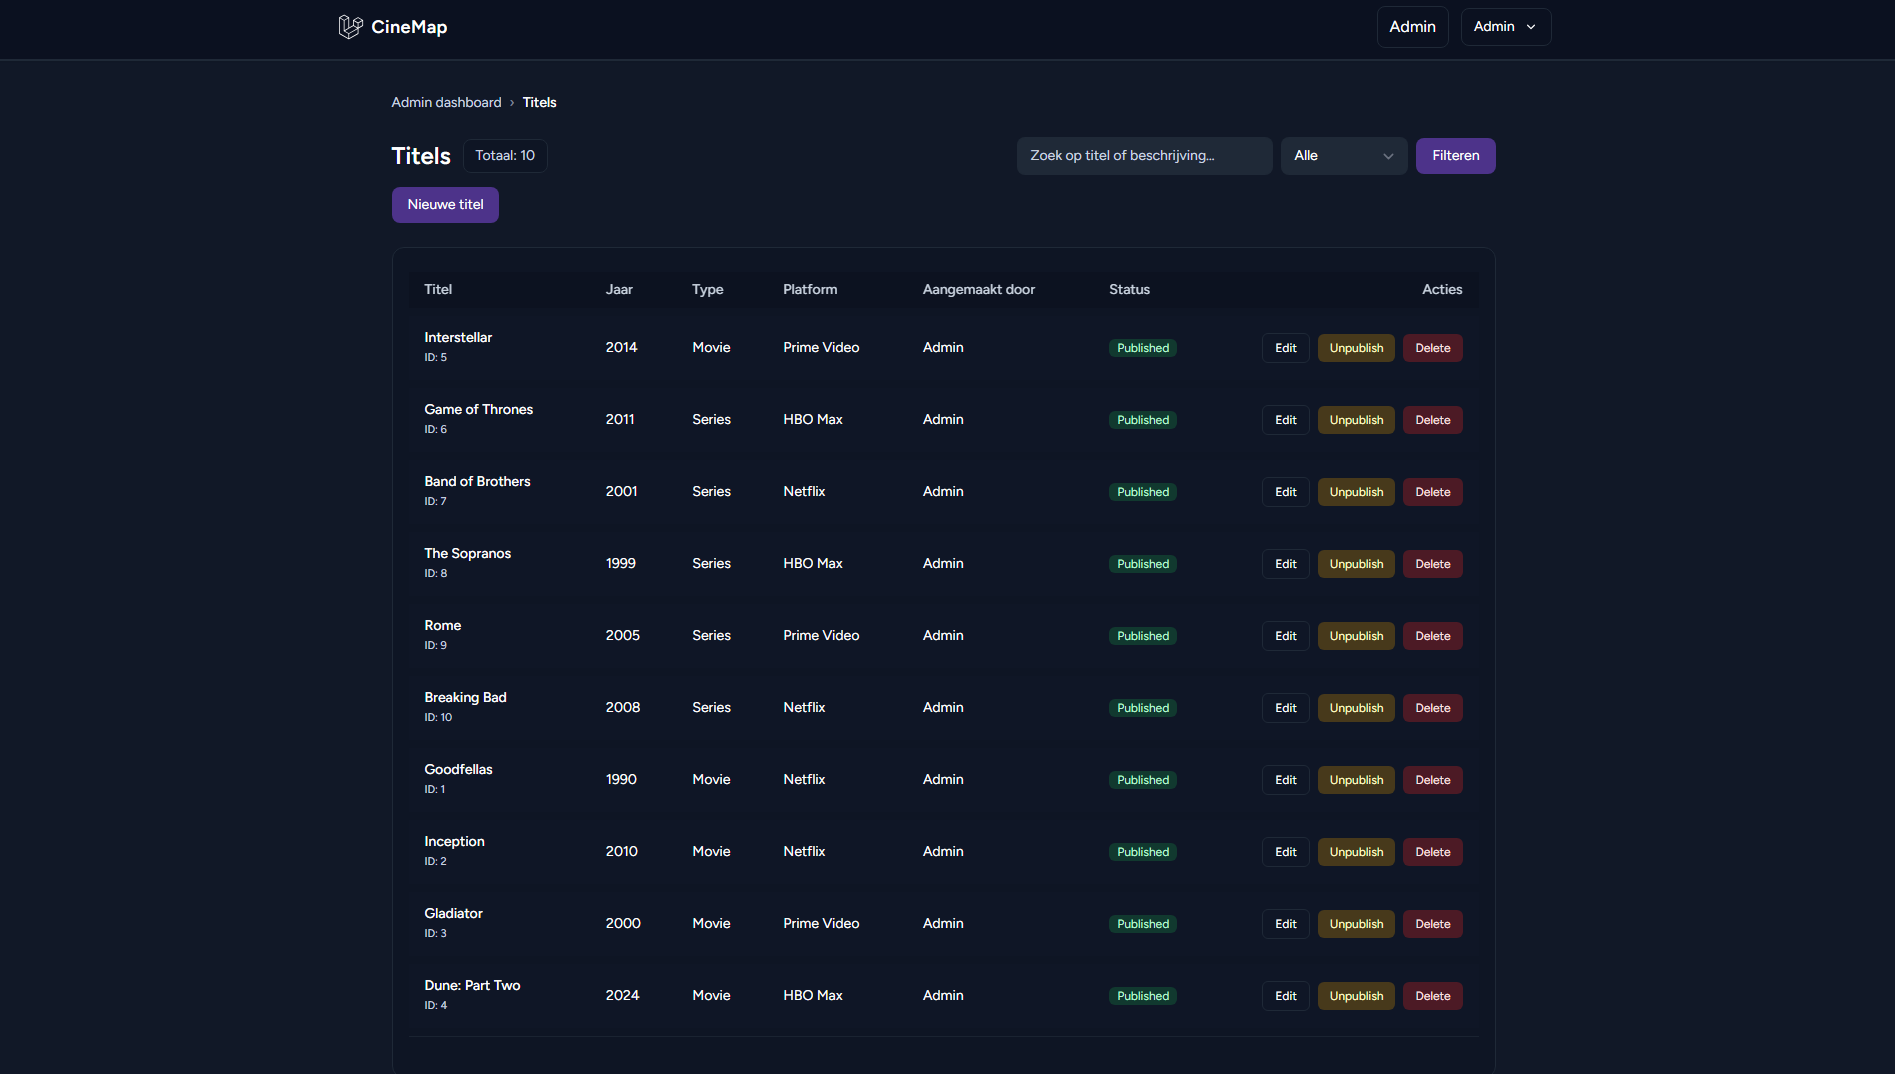 CineMap
Admin
Admin
Admin dashboard › Titels
Titels
Totaal: 10
Zoek op titel of beschrijving...
Alle
Filteren
Nieuwe titel
Titel Jaar Type Platform Aangemaakt door Status Acties
Interstellar
ID: 5
2014 Movie Prime Video Admin Published Edit Unpublish Delete
Game of Thrones
ID: 6
2011 Series HBO Max Admin Published Edit Unpublish Delete
Band of Brothers
ID: 7
2001 Series Netflix Admin Published Edit Unpublish Delete
The Sopranos
ID: 8
1999 Series HBO Max Admin Published Edit Unpublish Delete
Rome
ID: 9
2005 Series Prime Video Admin Published Edit Unpublish Delete
Breaking Bad
ID: 10
2008 Series Netflix Admin Published Edit Unpublish Delete
Goodfellas
ID: 1
1990 Movie Netflix Admin Published Edit Unpublish Delete
Inception
ID: 2
2010 Movie Netflix Admin Published Edit Unpublish Delete
Gladiator
ID: 3
2000 Movie Prime Video Admin Published Edit Unpublish Delete
Dune: Part Two
ID: 4
2024 Movie HBO Max Admin Published Edit Unpublish Delete